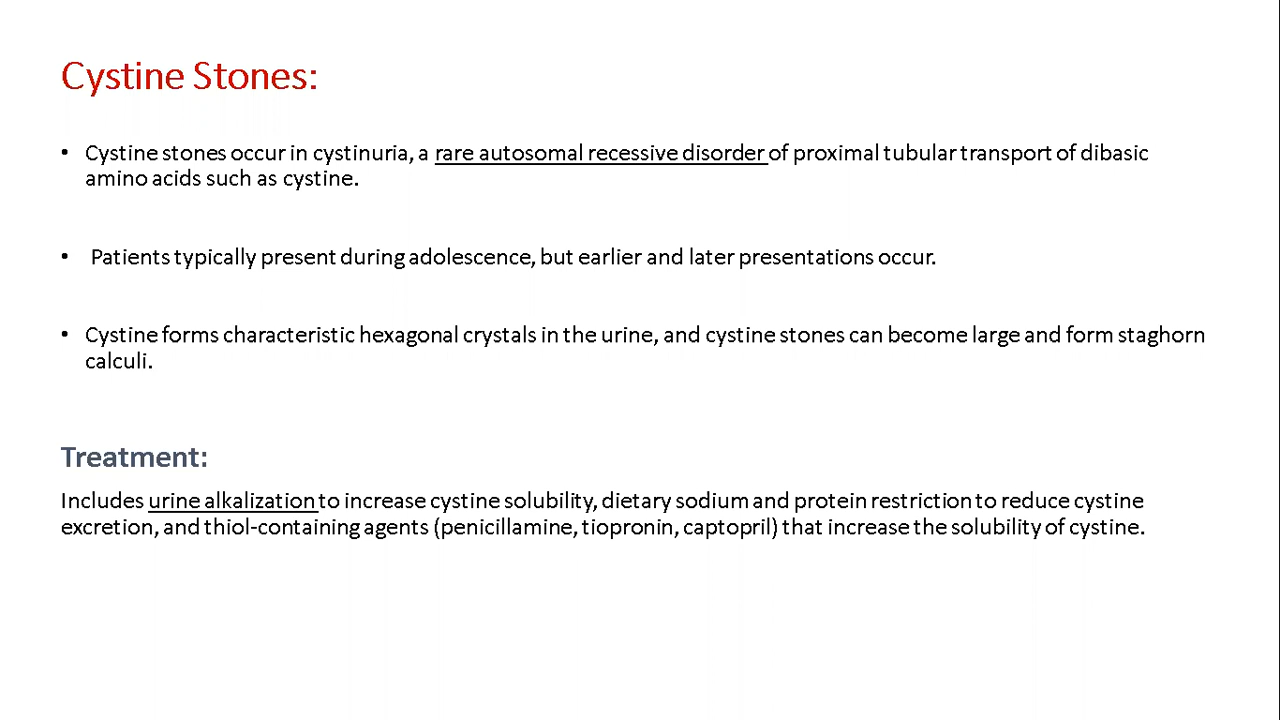 Cystine Stones:
• Cystine stones occur in cystinuria, a rare autosomal recessive disorder of proximal tubular transport of dibasic
amino acids such as cystine.
• Patients typically present during adolescence, but earlier and later presentations occur.
• Cystine forms characteristic hexagonal crystals in the urine, and cystine stones can become large and form staghorn
calculi.
Treatment:
Includes urine alkalization to increase cystine solubility, dietary sodium and protein restriction to reduce cystine
excretion, and thiol-containing agents (penicillamine, tiopronin, captopril) that increase the solubility of cystine.